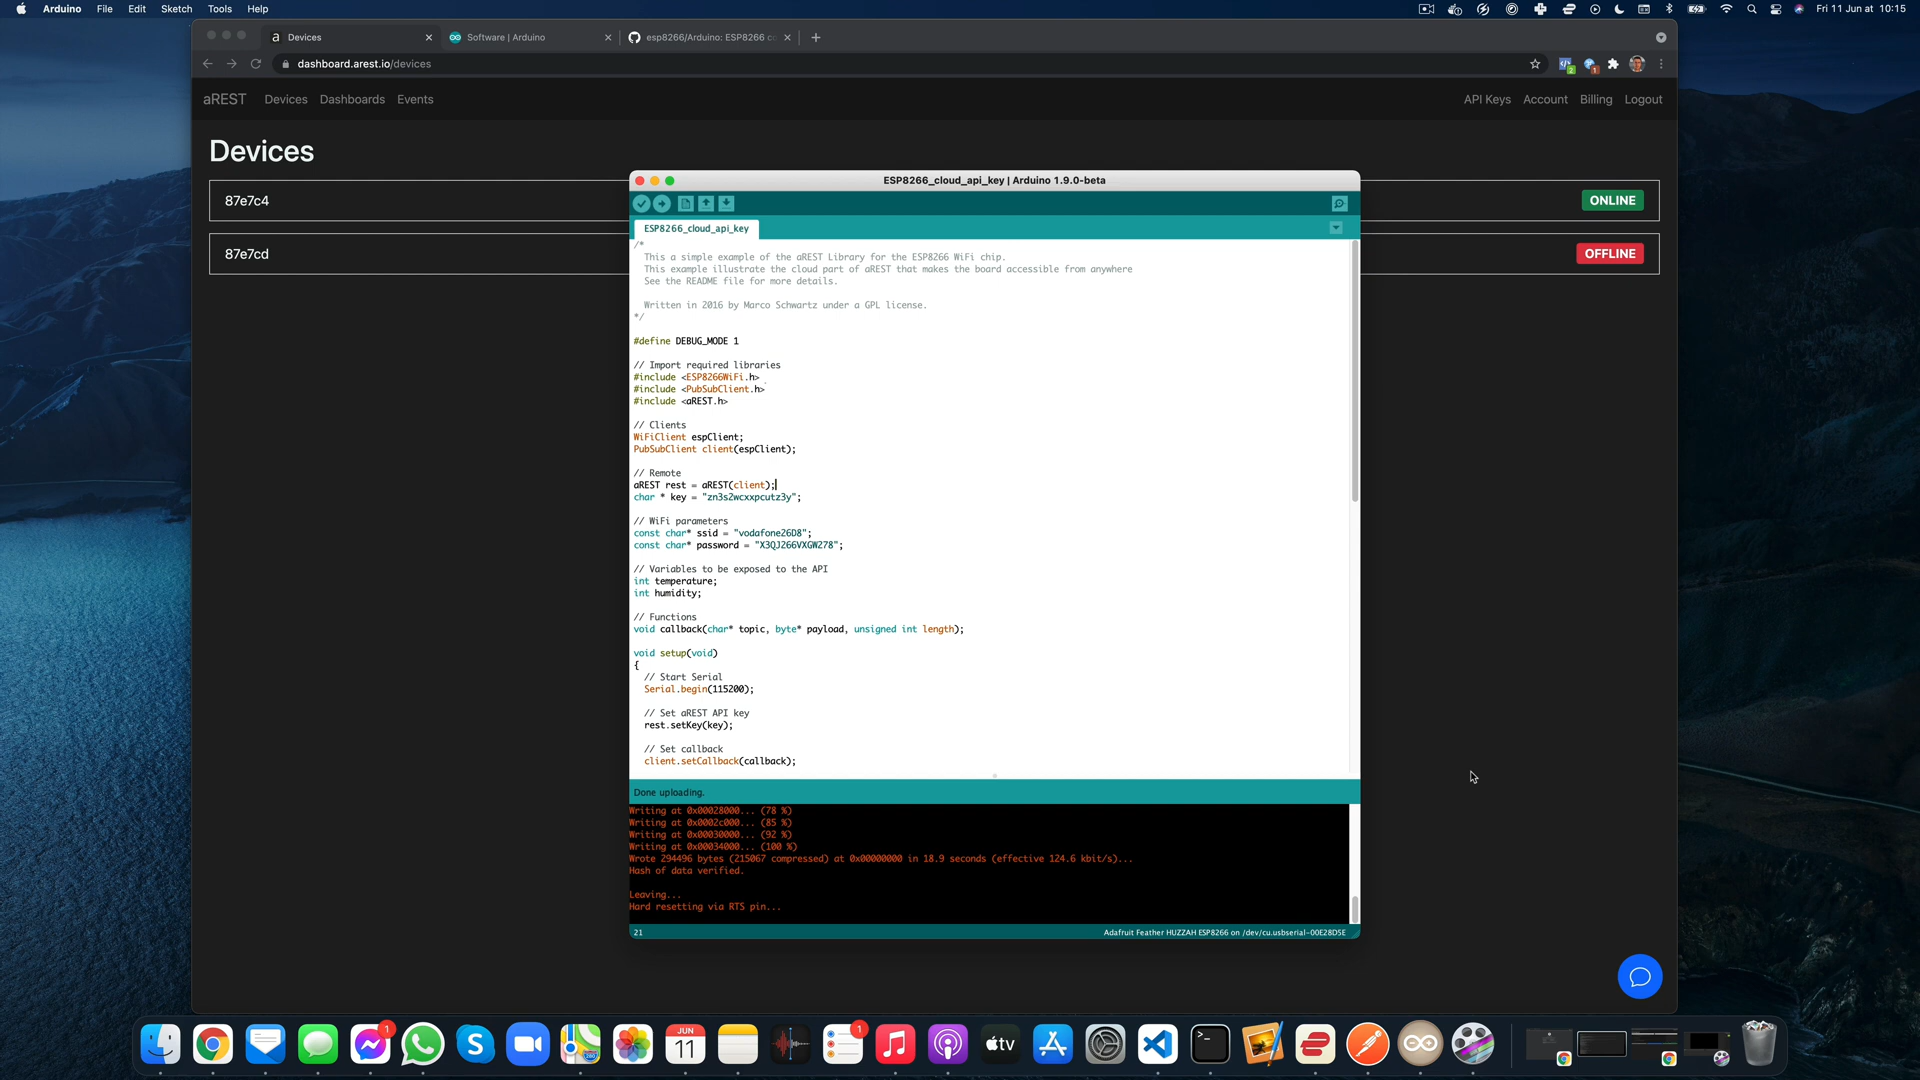 Arduino File Edit Sketch Tools Help
Fri 11 Jun at 10:15
Devices
Software | Arduino
esp8266/Arduino: ESP8266 co
dashboard.arest.io/devices
aREST Devices Dashboards Events
API Keys Account Billing Logout
Devices
87e7c4
ONLINE
87e7cd
OFFLINE
ESP8266_cloud_api_key | Arduino 1.9.0-beta
ESP8266_cloud_api_key
/*
This a simple example of the aREST Library for the ESP8266 WiFi chip.
This example illustrate the cloud part of aREST that makes the board accessible from anywhere
See the README file for more details.
Written in 2016 by Marco Schwartz under a GPL license.
*/
#define DEBUG_MODE 1
// Import required libraries
#include <ESP8266WiFi.h>
#include <PubSubClient.h>
#include <aREST.h>
// Clients
WiFiClient espClient;
PubSubClient client(espClient);
// Remote
aREST rest = aREST(client);
char * key = "zn3s2wcxxpcutz3y";
// WiFi parameters
const char* ssid = "vodafone26D8";
const char* password = "X3QJ266VXGW278";
// Variables to be exposed to the API
int temperature;
int humidity;
// Functions
void callback(char* topic, byte* payload, unsigned int length);
void setup(void)
{
// Start Serial
Serial.begin(115200);
// Set aREST API key
rest.setKey(key);
// Set callback
client.setCallback(callback);
Done uploading.
Writing at 0x00028000... (78 %)
Writing at 0x0002c000... (85 %)
Writing at 0x00030000... (92 %)
Writing at 0x00034000... (100 %)
Wrote 294496 bytes (215067 compressed) at 0x00000000 in 18.9 seconds (effective 124.6 kbit/s)...
Hash of data verified.
Leaving...
Hard resetting via RTS pin...
21
Adafruit Feather HUZZAH ESP8266 on /dev/cu.usbserial-00E28D5E
1
JUN
11
1
tv